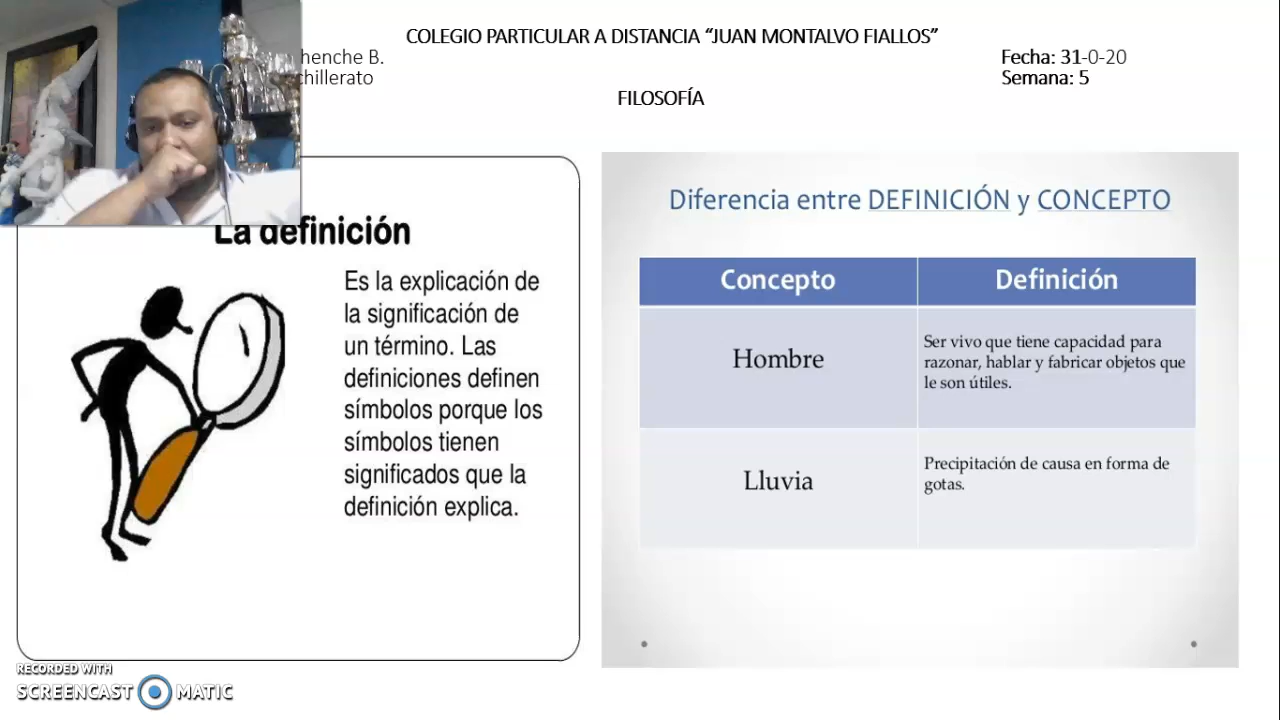 COLEGIO PARTICULAR A DISTANCIA “JUAN MONTALVO FIALLOS”
henche B.
Fecha: 31-0-20
chillerato
Semana: 5
FILOSOFÍA
La definición
Es la explicación de
la significación de
un término. Las
definiciones definen
símbolos porque los
símbolos tienen
significados que la
definición explica.
Diferencia entre DEFINICIÓN y CONCEPTO
Concepto
Definición
Hombre
Ser vivo que tiene capacidad para
razonar, hablar y fabricar objetos que
le son útiles.
Lluvia
Precipitación de causa en forma de
gotas.
RECORDED WITH
SCREENCAST MATIC